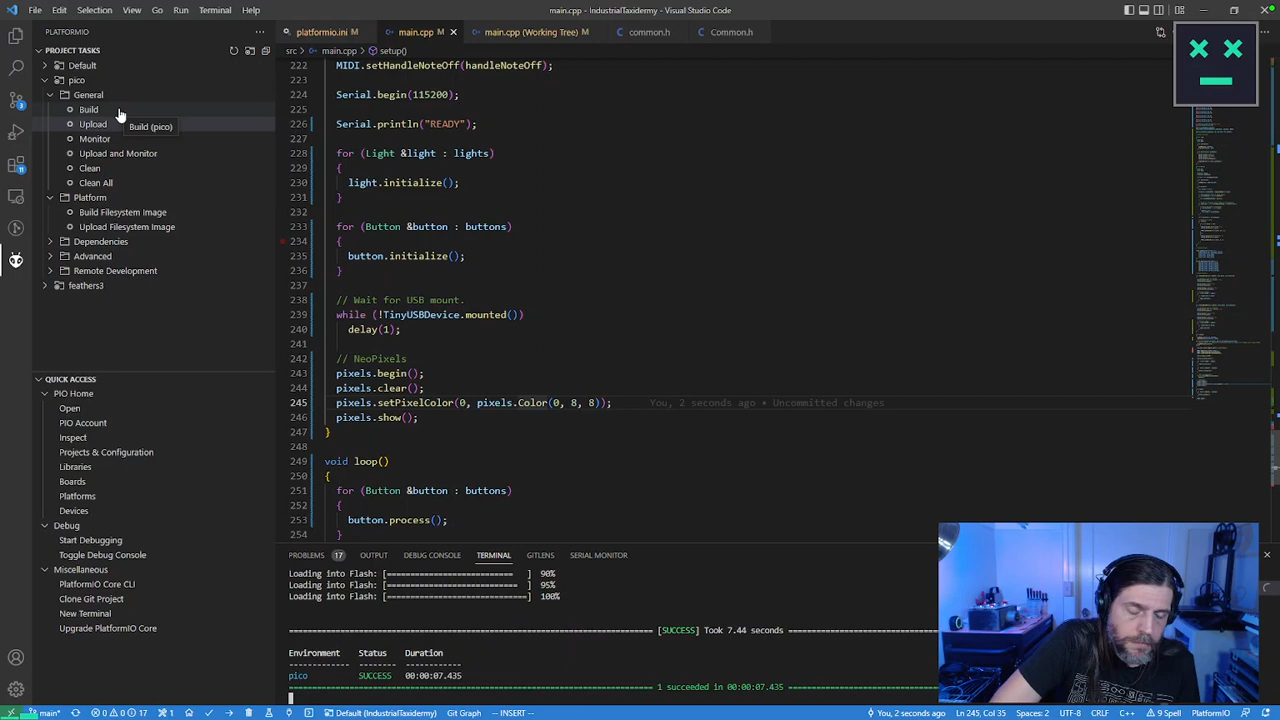 File Edit Selection View Go Run Terminal Help
main.cpp - IndustrialTaxidermy - Visual Studio Code
PLATFORMIO
PROJECT TASKS
Default
pico
General
Build
Upload
Build (pico)
Monitor
Upload and Monitor
Clean
Clean All
Platform
Build Filesystem Image
Upload Filesystem Image
Dependencies
Advanced
Remote Development
feathers3
QUICK ACCESS
PIO Home
Open
PIO Account
Inspect
Projects & Configuration
Libraries
Boards
Platforms
Devices
Debug
Start Debugging
Toggle Debug Console
Miscellaneous
PlatformIO Core CLI
Clone Git Project
New Terminal
Upgrade PlatformIO Core
3
11
platformio.ini M
main.cpp M
main.cpp (Working Tree) M
common.h
Common.h
src > main.cpp > setup()
222 MIDI.setHandleNoteOff(handleNoteOff);
223
224 Serial.begin(115200);
225
226 Serial.println("READY");
227
228 for (Light &light : lights)
229 {
230 light.initialize();
231 }
232
233 for (Button &button : buttons)
234 {
235 button.initialize();
236 }
237
238 // Wait for USB mount.
239 while (!TinyUSBDevice.mounted())
240 delay(1);
241
242 // NeoPixels
243 pixels.begin();
244 pixels.clear();
245 pixels.setPixelColor(0, pixels.Color(0, 8, 8)); You, 2 seconds ago • Uncommitted changes
246 pixels.show();
247 }
248
249 void loop()
250 {
251 for (Button &button : buttons)
252 {
253 button.process();
254 }
PROBLEMS 17 OUTPUT DEBUG CONSOLE TERMINAL GITLENS SERIAL MONITOR
Loading into Flash: [=========================== ] 90%
Loading into Flash: [============================ ] 95%
Loading into Flash: [==============================] 100%
[SUCCESS] Took 7.44 seconds
Environment Status Duration
pico SUCCESS 00:00:07.435
1 succeeded in 00:00:07.435
main* 0 0 17 1 Default (IndustrialTaxidermy) Git Graph -- INSERT -- You, 2 seconds ago Ln 245, Col 35 Spaces: 2 UTF-8 CRLF C++ 9 Spell PlatformIO